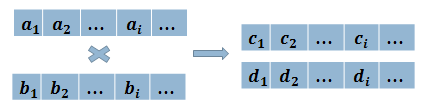 a₁ a₂ ... aᵢ ...
b₁ b₂ ... bᵢ ...
c₁ c₂ ... cᵢ ...
d₁ d₂ ... dᵢ ...